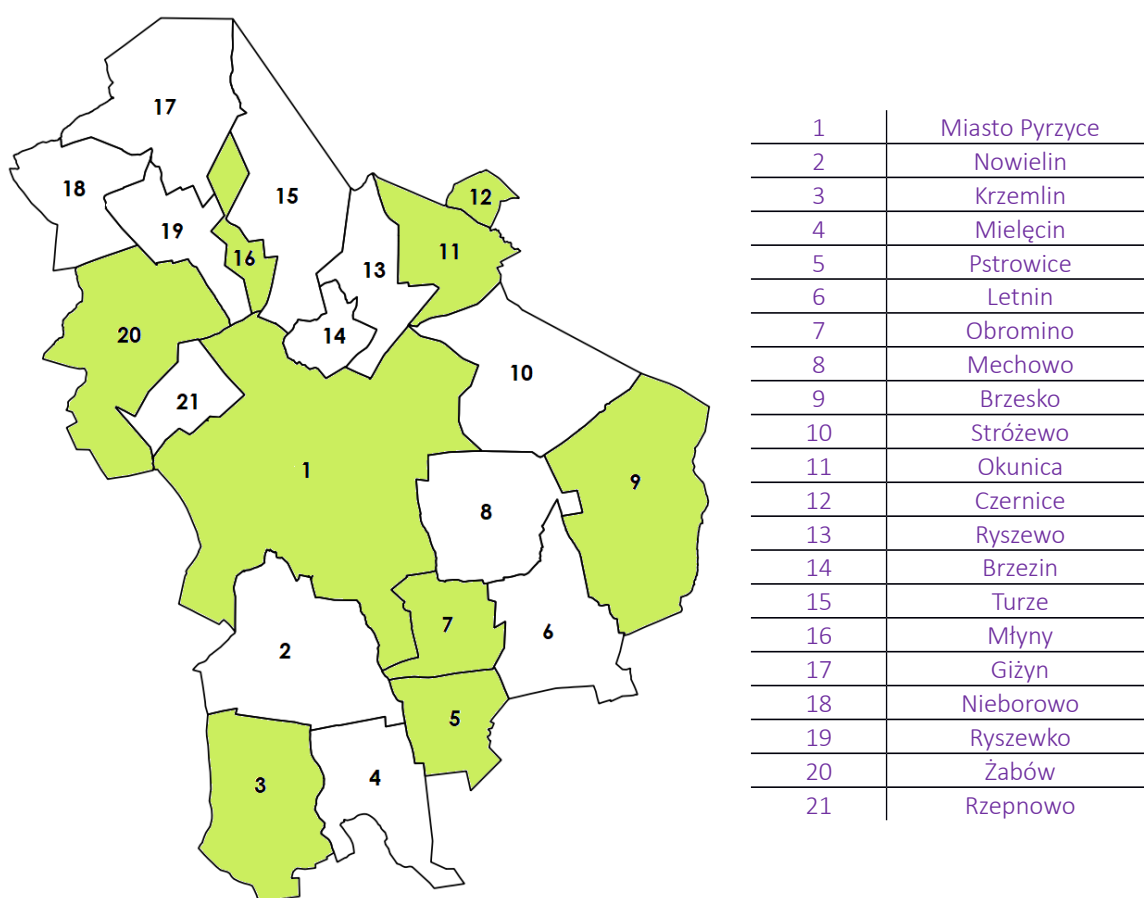 17
18
15
12
19
16
11
13
20
14
10
21
1
9
8
7
6
2
5
4
3
1 Miasto Pyrzyce
2 Nowielin
3 Krzemlin
4 Mielęcin
5 Pstrowice
6 Letnin
7 Obromino
8 Mechowo
9 Brzesko
10 Stróżewo
11 Okunica
12 Czernice
13 Ryszewo
14 Brzezin
15 Turze
16 Młyny
17 Giżyn
18 Nieborowo
19 Ryszewko
20 Żabów
21 Rzepnowo